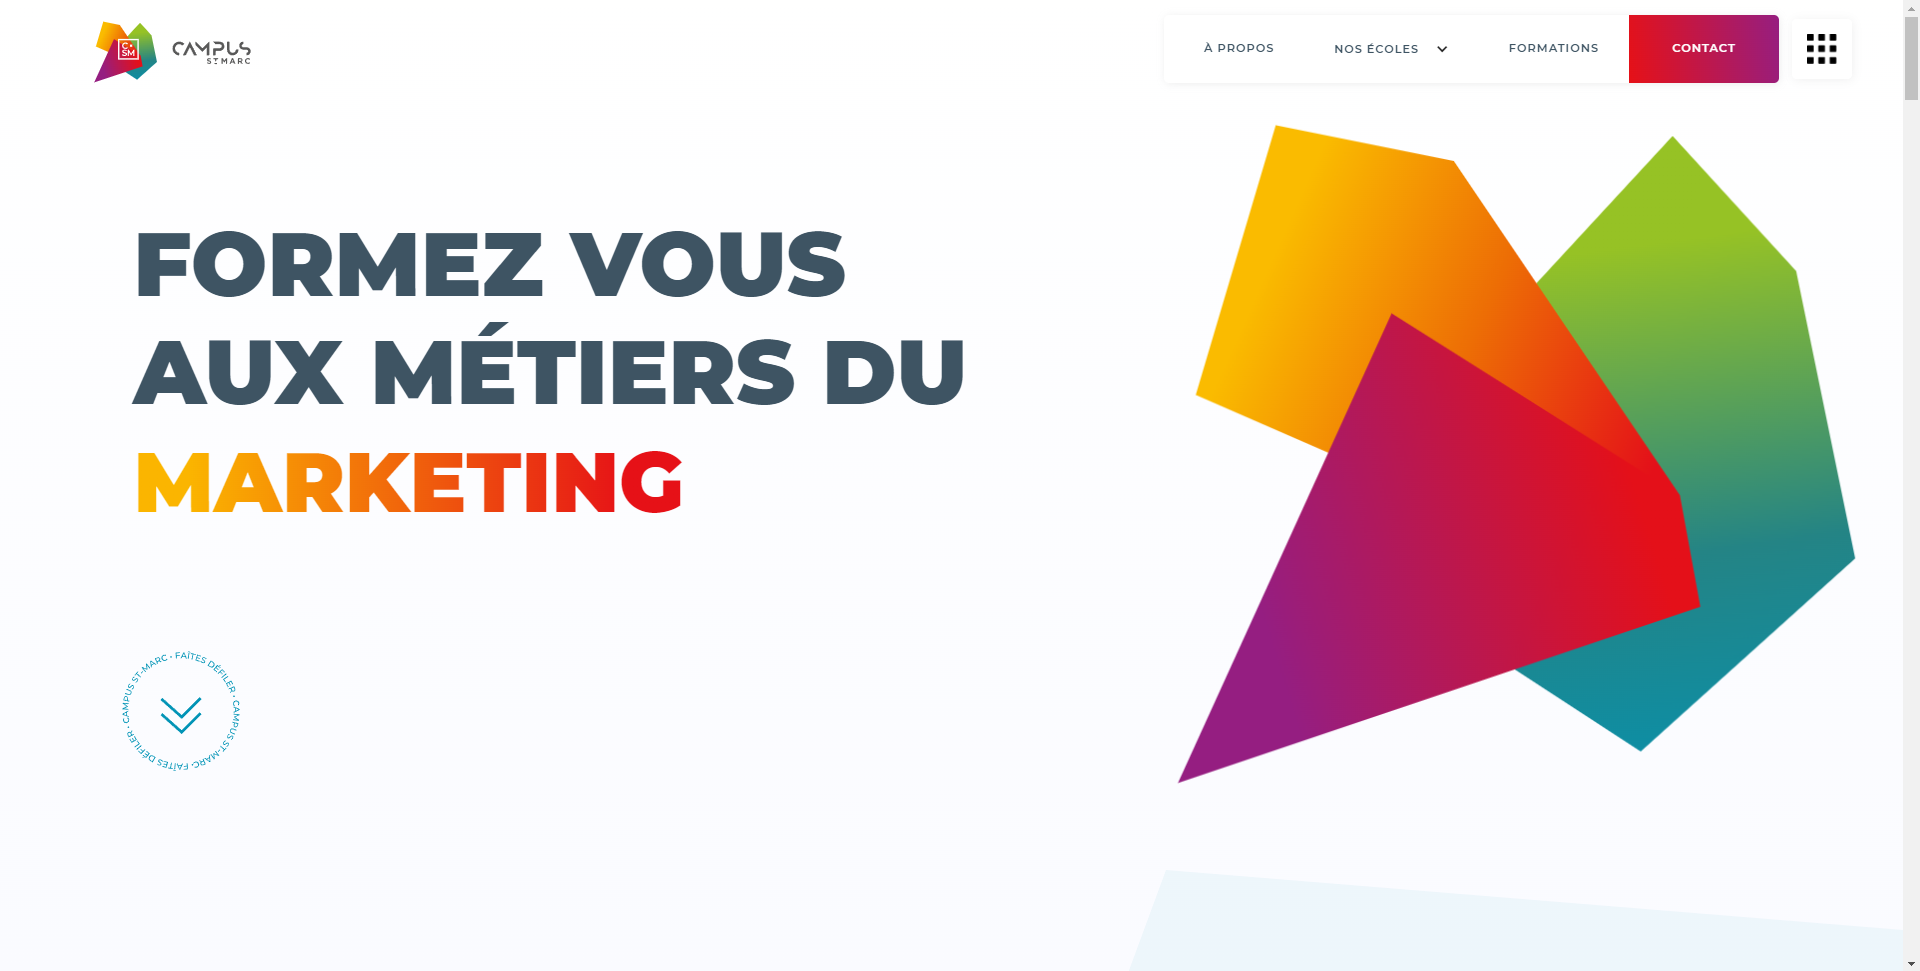 C
SM
CAMPUS
ST MARC
À PROPOS
NOS ÉCOLES
FORMATIONS
CONTACT
FORMEZ VOUS
AUX MÉTIERS DU
MARKETING
CAMPUS ST-MARC • FAÎTES DÉFILER • CAMPUS ST-MARC • FAÎTES DÉFILER •